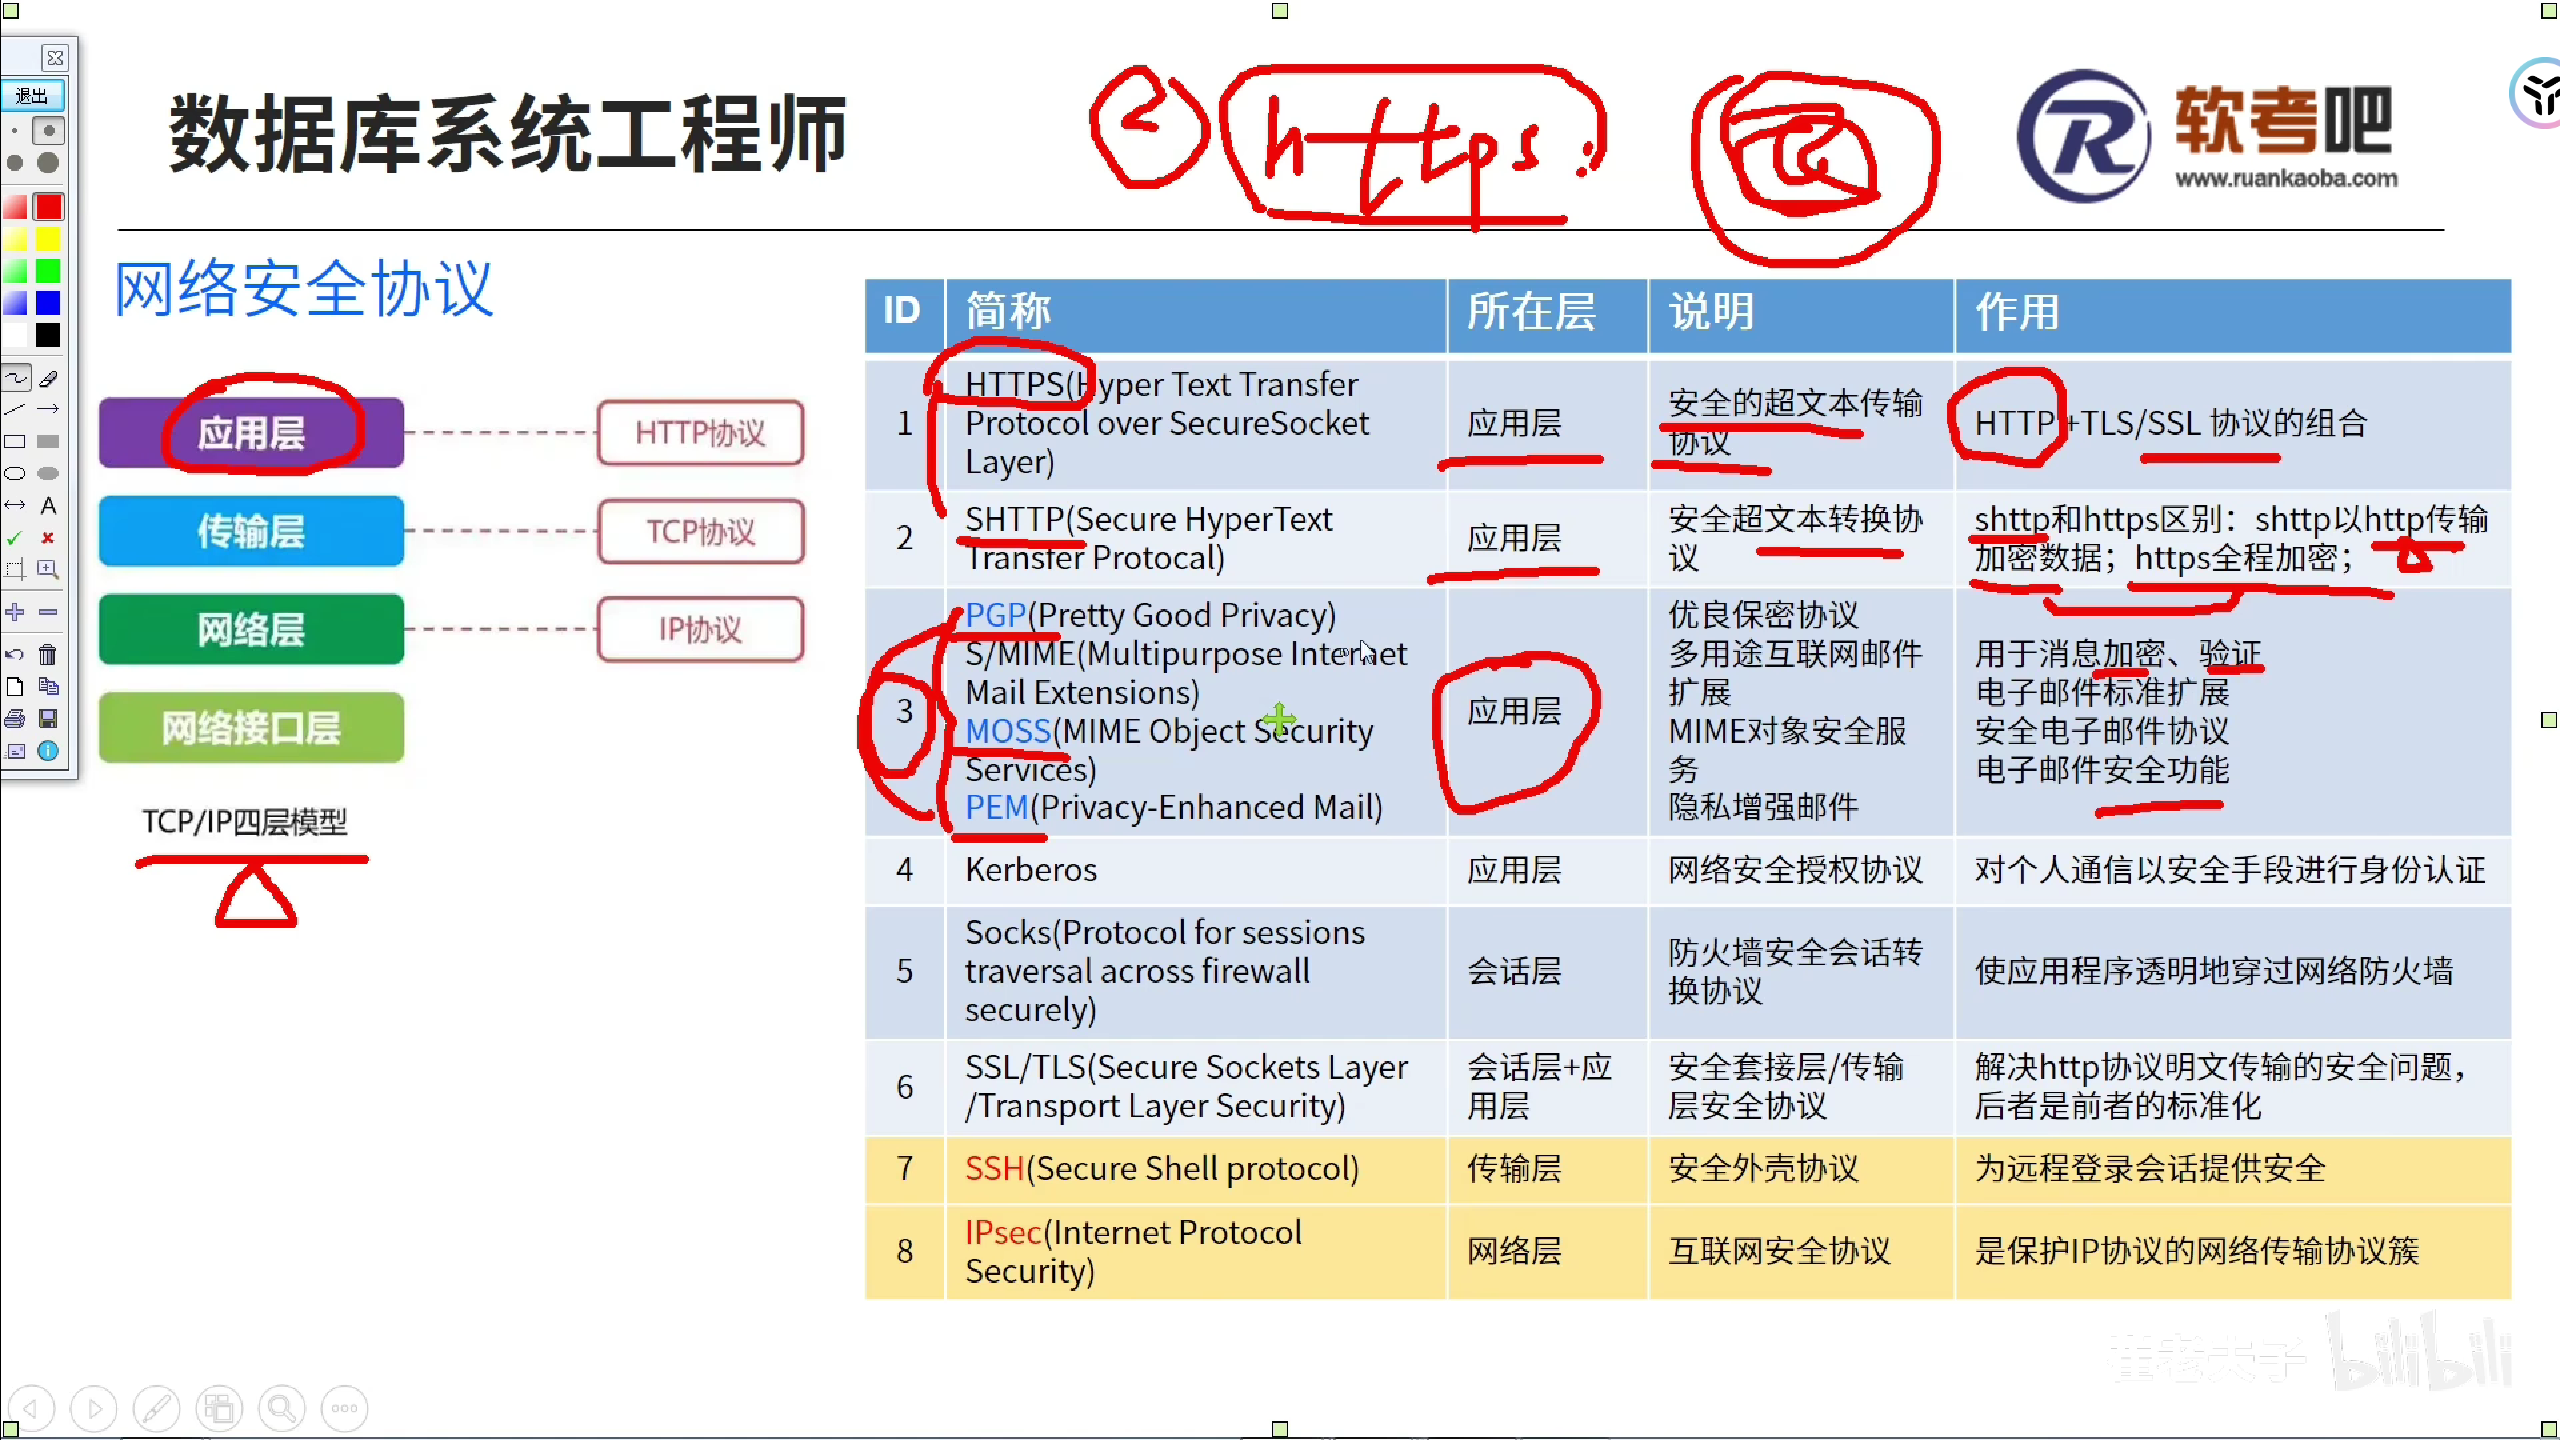 退出
数据库系统工程师
2
https:
软考吧
www.ruankaoba.com
网络安全协议
应用层
HTTP协议
传输层
TCP协议
网络层
IP协议
网络接口层
TCP/IP四层模型
ID 简称 所在层 说明 作用
1
HTTPS(Hyper Text Transfer
Protocol over SecureSocket
Layer)
应用层
安全的超文本传输
协议
HTTP+TLS/SSL 协议的组合
2
SHTTP(Secure HyperText
Transfer Protocal)
应用层
安全超文本转换协
议
shttp和https区别：shttp以http传输
加密数据；https全程加密；
3
PGP(Pretty Good Privacy)
S/MIME(Multipurpose Internet
Mail Extensions)
MOSS(MIME Object Security
Services)
PEM(Privacy-Enhanced Mail)
应用层
优良保密协议
多用途互联网邮件
扩展
MIME对象安全服
务
隐私增强邮件
用于消息加密、验证
电子邮件标准扩展
安全电子邮件协议
电子邮件安全功能
4
Kerberos
应用层
网络安全授权协议
对个人通信以安全手段进行身份认证
5
Socks(Protocol for sessions
traversal across firewall
securely)
会话层
防火墙安全会话转
换协议
使应用程序透明地穿过网络防火墙
6
SSL/TLS(Secure Sockets Layer
/Transport Layer Security)
会话层+应
用层
安全套接层/传输
层安全协议
解决http协议明文传输的安全问题，
后者是前者的标准化
7
SSH(Secure Shell protocol)
传输层
安全外壳协议
为远程登录会话提供安全
8
IPsec(Internet Protocol
Security)
网络层
互联网安全协议
是保护IP协议的网络传输协议簇
崔老夫子 bilibili